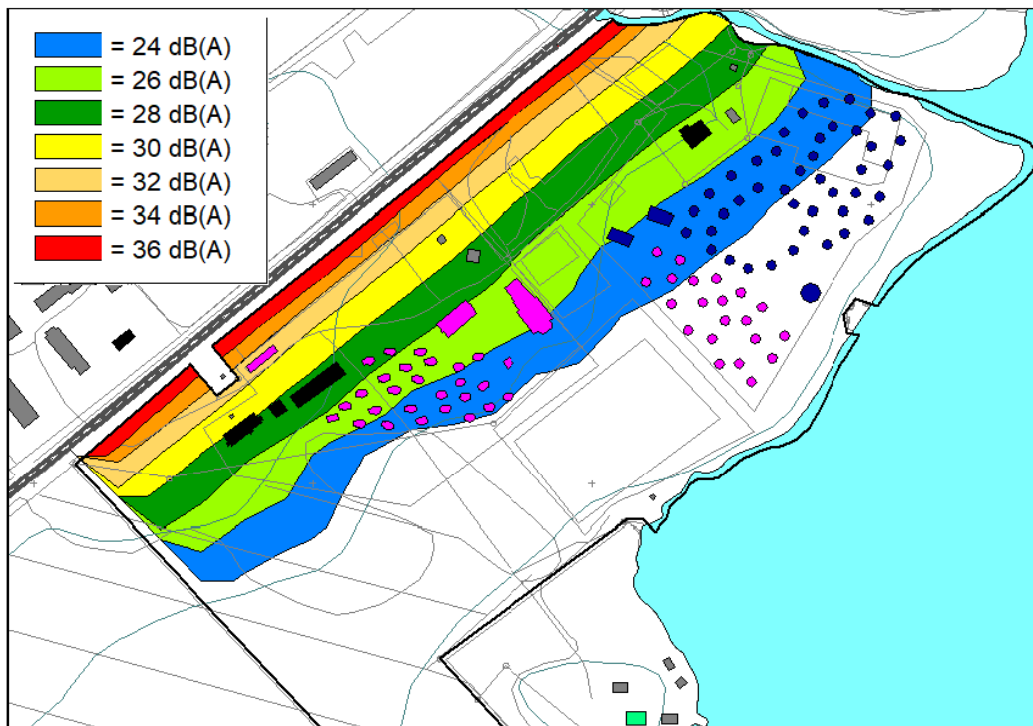 = 24 dB(A)
= 26 dB(A)
= 28 dB(A)
= 30 dB(A)
= 32 dB(A)
= 34 dB(A)
= 36 dB(A)